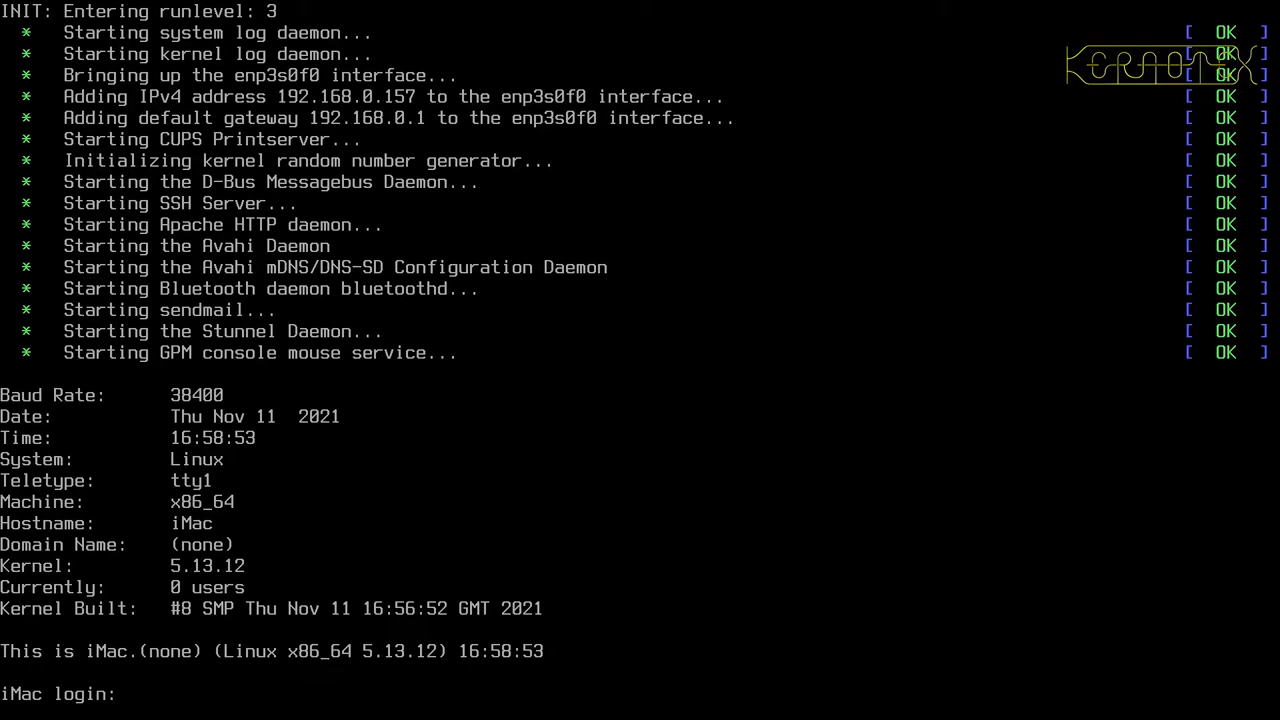 INIT: Entering runlevel: 3
* Starting system log daemon... [ OK ]
* Starting kernel log daemon... [ OK ]
* Bringing up the enp3s0f0 interface... [ OK ]
* Adding IPv4 address 192.168.0.157 to the enp3s0f0 interface... [ OK ]
* Adding default gateway 192.168.0.1 to the enp3s0f0 interface... [ OK ]
* Starting CUPS Printserver... [ OK ]
* Initializing kernel random number generator... [ OK ]
* Starting the D-Bus Messagebus Daemon... [ OK ]
* Starting SSH Server... [ OK ]
* Starting Apache HTTP daemon... [ OK ]
* Starting the Avahi Daemon [ OK ]
* Starting the Avahi mDNS/DNS-SD Configuration Daemon [ OK ]
* Starting Bluetooth daemon bluetoothd... [ OK ]
* Starting sendmail... [ OK ]
* Starting the Stunnel Daemon... [ OK ]
* Starting GPM console mouse service... [ OK ]
Baud Rate: 38400
Date: Thu Nov 11  2021
Time: 16:58:53
System: Linux
Teletype: tty1
Machine: x86_64
Hostname: iMac
Domain Name: (none)
Kernel: 5.13.12
Currently: 0 users
Kernel Built: #8 SMP Thu Nov 11 16:56:52 GMT 2021
This is iMac.(none) (Linux x86_64 5.13.12) 16:58:53
iMac login: